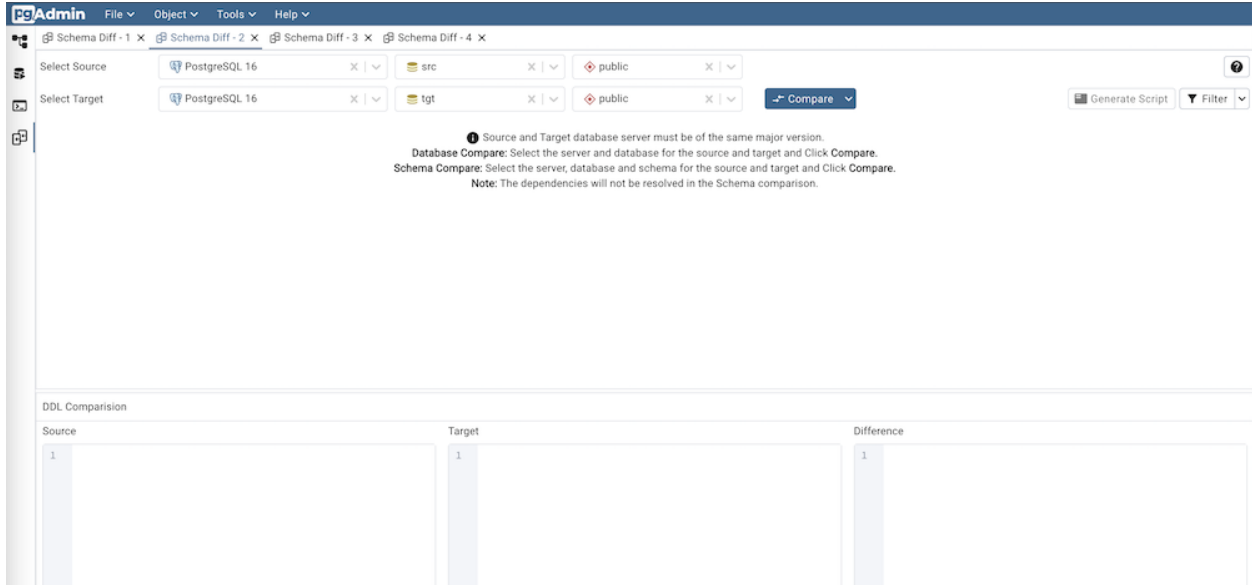 pgAdmin File Object Tools Help
Schema Diff - 1 Schema Diff - 2 Schema Diff - 3 Schema Diff - 4
Select Source PostgreSQL 16 src public
Select Target PostgreSQL 16 tgt public Compare Generate Script Filter
Source and Target database server must be of the same major version.
Database Compare: Select the server and database for the source and target and Click Compare.
Schema Compare: Select the server, database and schema for the source and target and Click Compare.
Note: The dependencies will not be resolved in the Schema comparison.
DDL Comparision
Source Target Difference
1 1 1